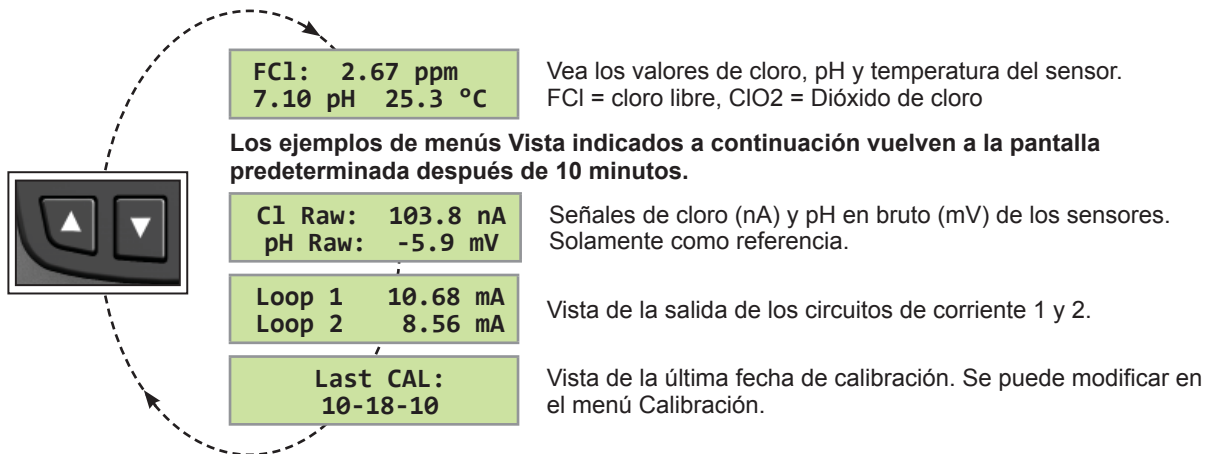 FCl: 2.67 ppm
7.10 pH 25.3 °C
Vea los valores de cloro, pH y temperatura del sensor.
FCl = cloro libre, ClO2 = Dióxido de cloro
Los ejemplos de menús Vista indicados a continuación vuelven a la pantalla
predeterminada después de 10 minutos.
Cl Raw: 103.8 nA
pH Raw: -5.9 mV
Señales de cloro (nA) y pH en bruto (mV) de los sensores.
Solamente como referencia.
Loop 1 10.68 mA
Loop 2 8.56 mA
Vista de la salida de los circuitos de corriente 1 y 2.
Last CAL:
10-18-10
Vista de la última fecha de calibración. Se puede modificar en
el menú Calibración.